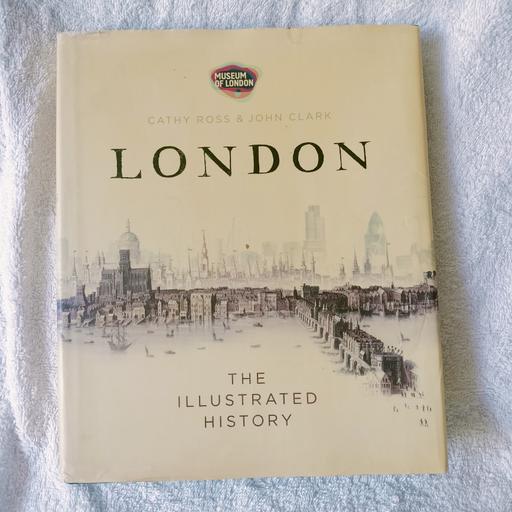 MUSEUM
OF LONDON
CATHY ROSS & JOHN CLARK
LONDON
THE
ILLUSTRATED
HISTORY